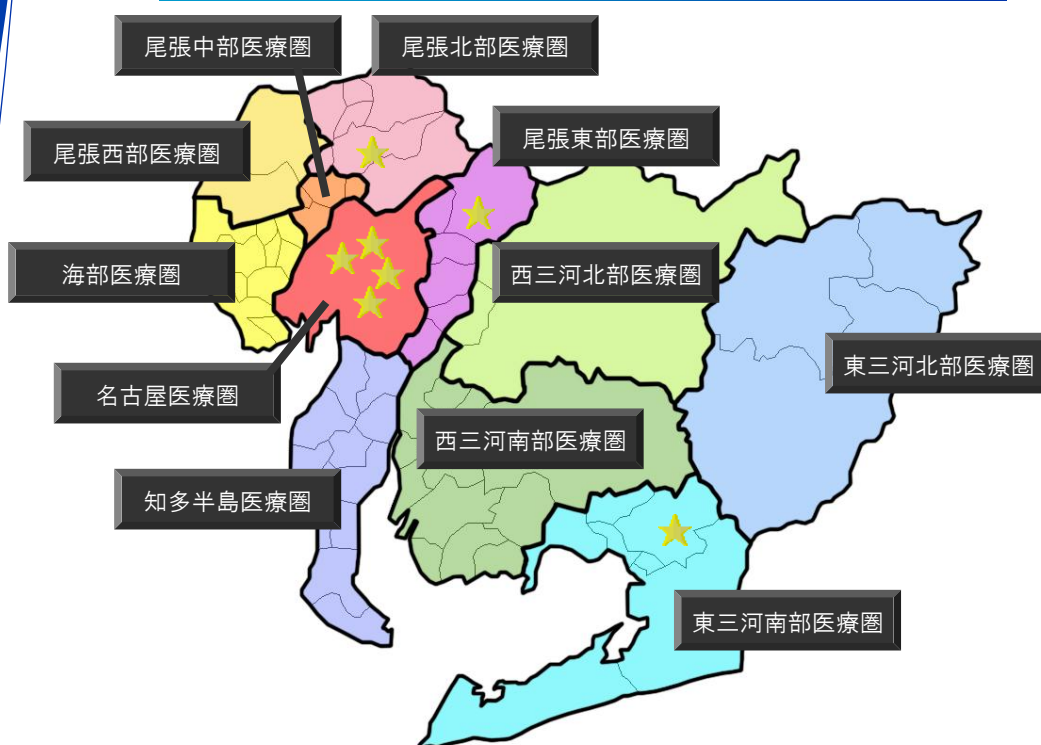 尾張中部医療圏
尾張北部医療圏
尾張西部医療圏
尾張東部医療圏
海部医療圏
西三河北部医療圏
東三河北部医療圏
名古屋医療圏
西三河南部医療圏
知多半島医療圏
東三河南部医療圏